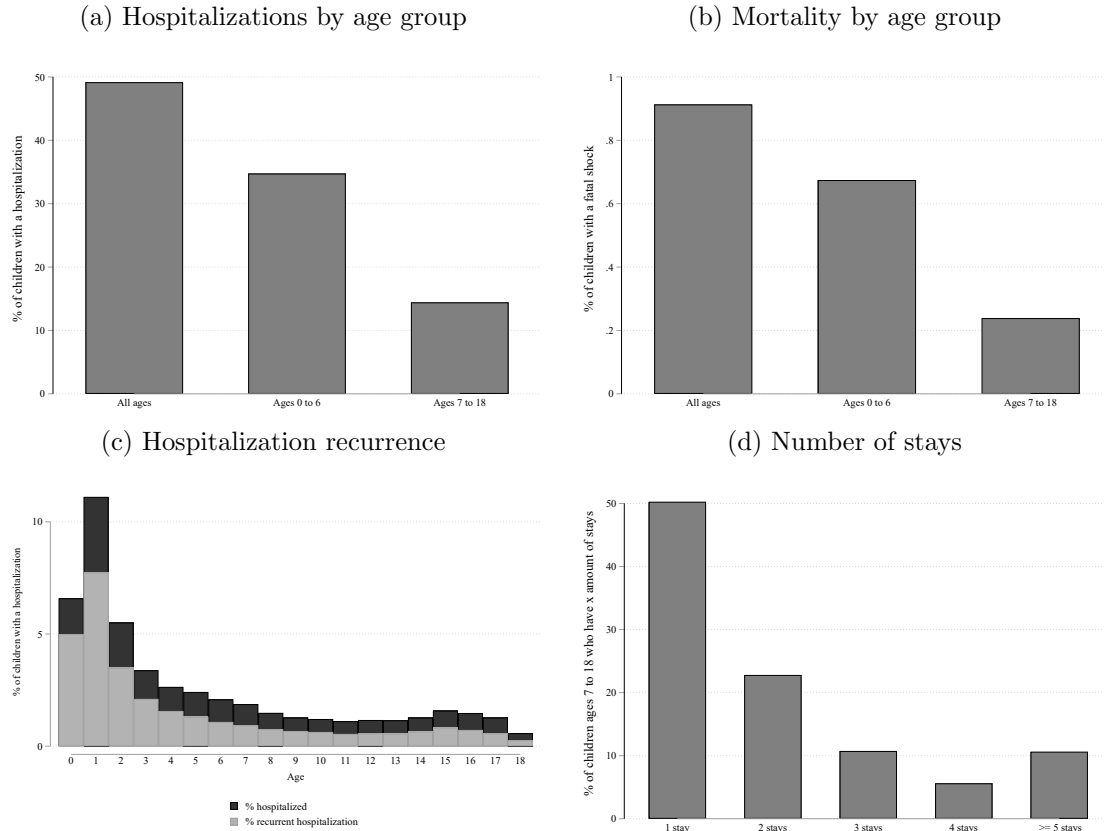 (a) Hospitalizations by age group
% of children with a hospitalization
50
40
30
20
10
0
All ages
Ages 0 to 6
Ages 7 to 18
(b) Mortality by age group
% of children with a fatal shock
1
.8
.6
.4
.2
0
All ages
Ages 0 to 6
Ages 7 to 18
(c) Hospitalization recurrence
% of children with a hospitalization
10
5
0
0 1 2 3 4 5 6 7 8 9 10 11 12 13 14 15 16 17 18
Age
% hospitalized
% recurrent hospitalization
(d) Number of stays
% of children ages 7 to 18 who have x amount of stays
50
40
30
20
10
0
1 stay
2 stays
3 stays
4 stays
>= 5 stays